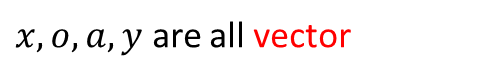 x, o, a, y are all vector